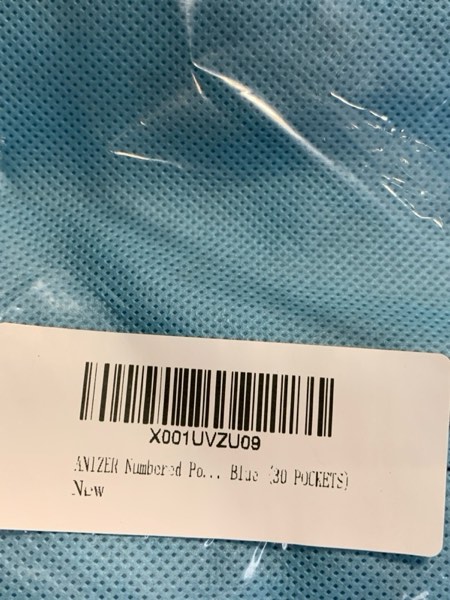 X001UVZU09
ANIZER Numbered Po... Blue (30 POCKETS)
New